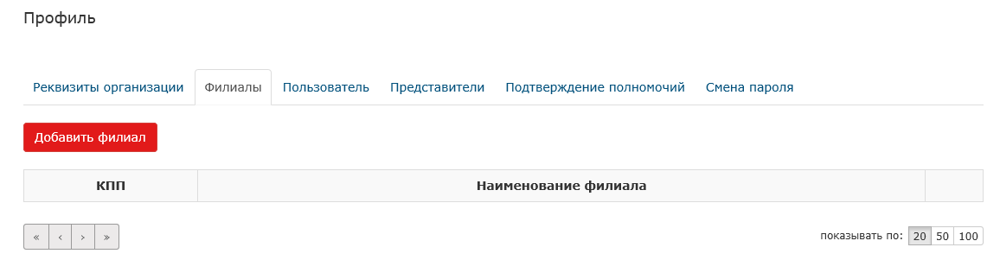 Профиль
Реквизиты организации Филиалы Пользователь Представители Подтверждение полномочий Смена пароля
Добавить филиал
КПП Наименование филиала
« ‹ › » показывать по: 20 50 100